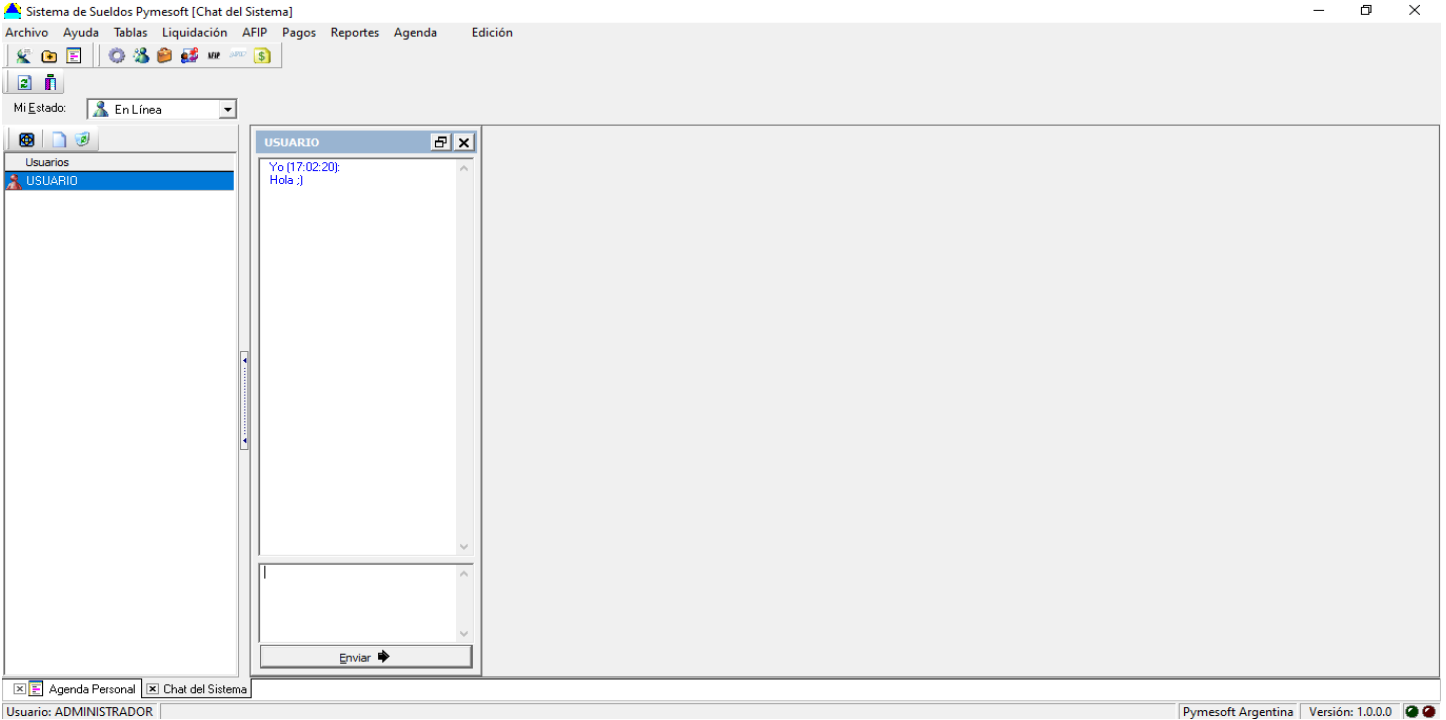 Sistema de Sueldos Pymesoft [Chat del Sistema]
Archivo Ayuda Tablas Liquidación AFIP Pagos Reportes Agenda Edición
AFIP
Mi Estado: En Línea
Usuarios
USUARIO
USUARIO
Yo (17:02:20):
Hola ;)
Enviar
Agenda Personal Chat del Sistema
Usuario: ADMINISTRADOR Pymesoft Argentina Versión: 1.0.0.0